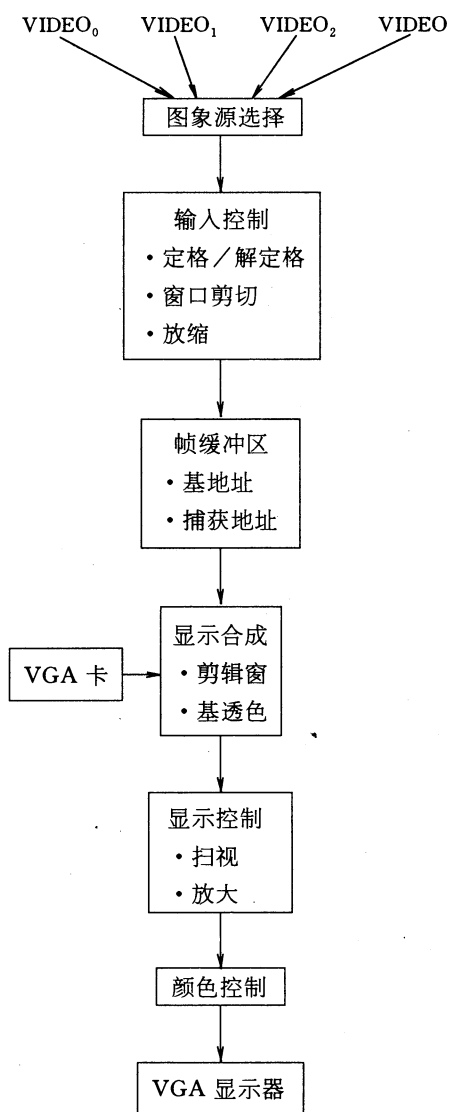 VIDEO₀ VIDEO₁ VIDEO₂ VIDEO
图象源选择
输入控制
·定格／解定格
·窗口剪切
·放缩
帧缓冲区
·基地址
·捕获地址
显示合成
·剪辑窗
·基透色
VGA 卡
显示控制
·扫视
·放大
颜色控制
VGA 显示器